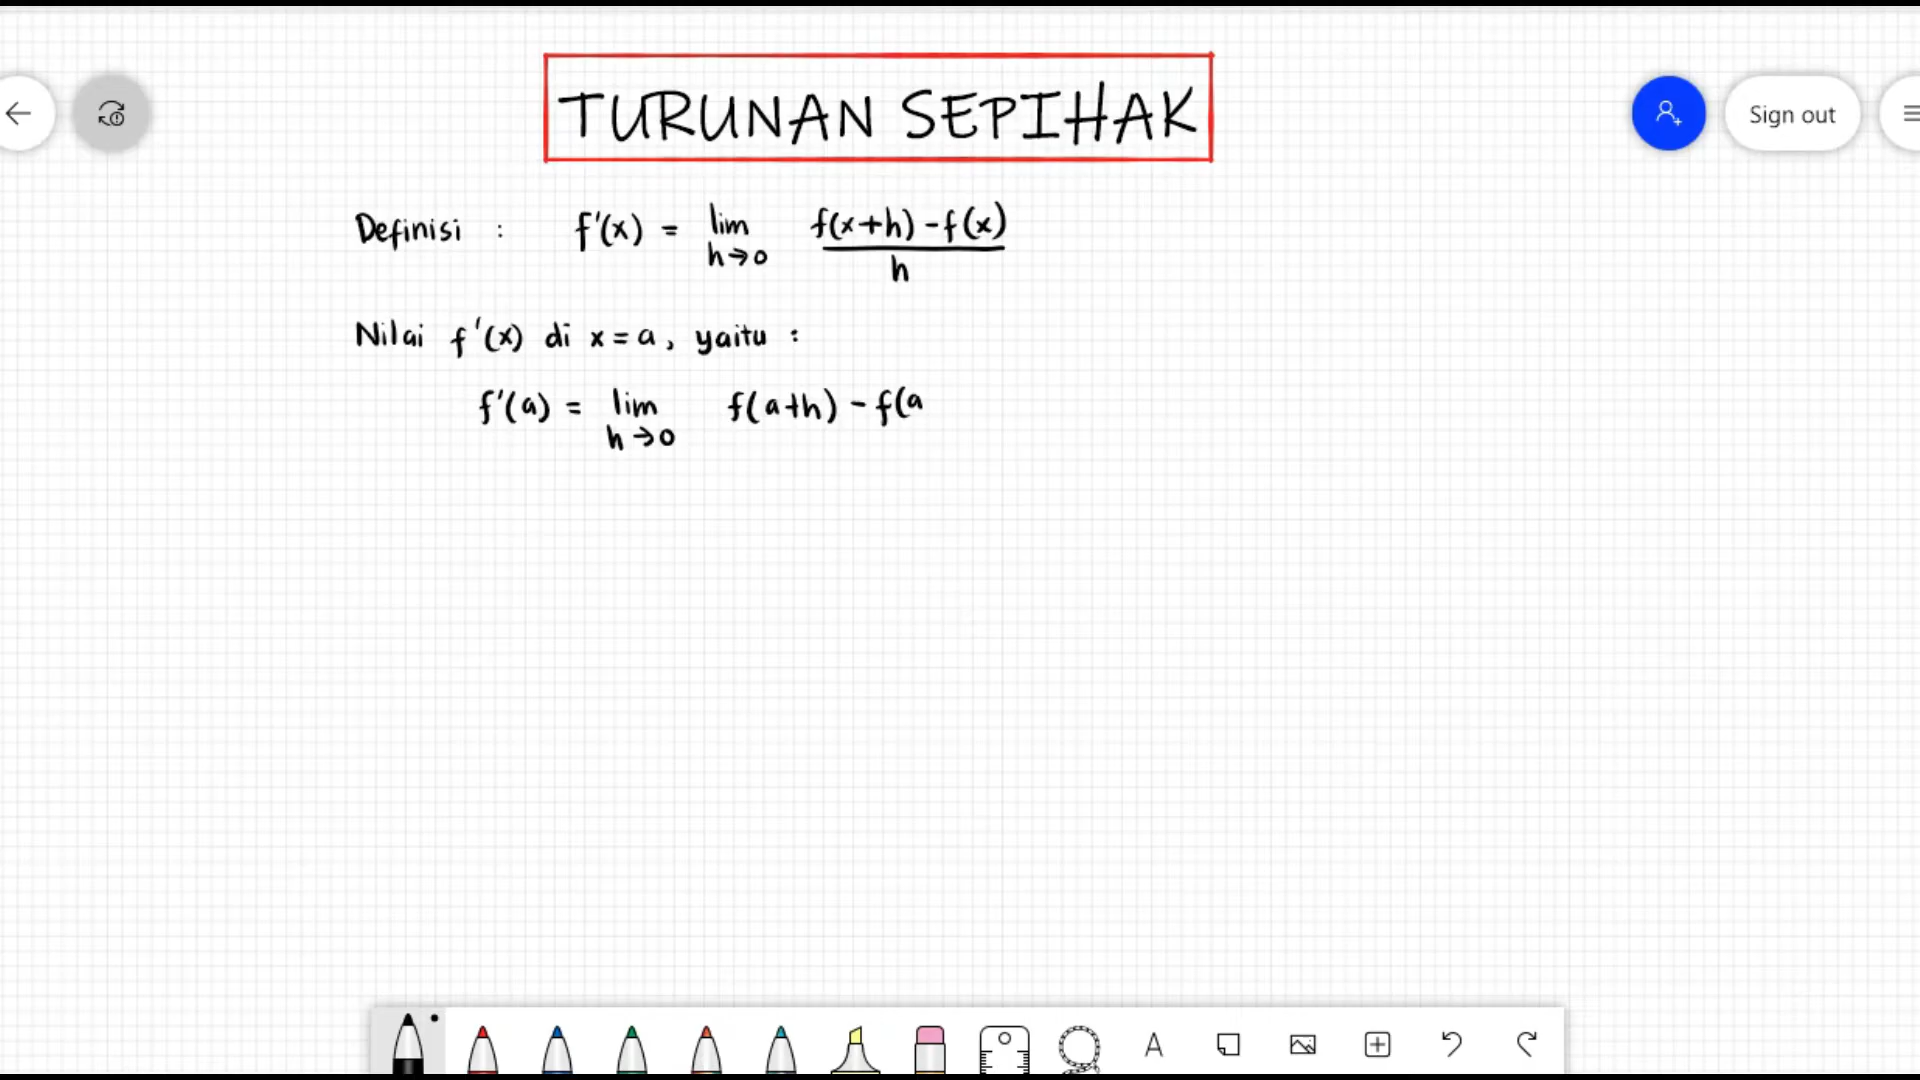 TURUNAN SEPIHAK
Sign out
Definisi : f'(x) = lim h→0 f(x+h) - f(x) / h
Nilai f'(x) di x = a, yaitu :
f'(a) = lim h→0 f(a+h) - f(a
A